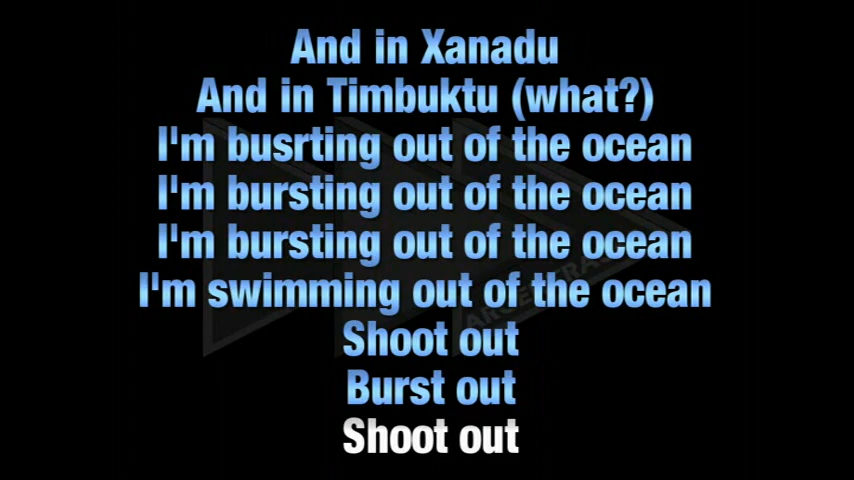 And in Xanadu
And in Timbuktu (what?)
I'm busrting out of the ocean
I'm bursting out of the ocean
I'm bursting out of the ocean
I'm swimming out of the ocean
Shoot out
Burst out
Shoot out